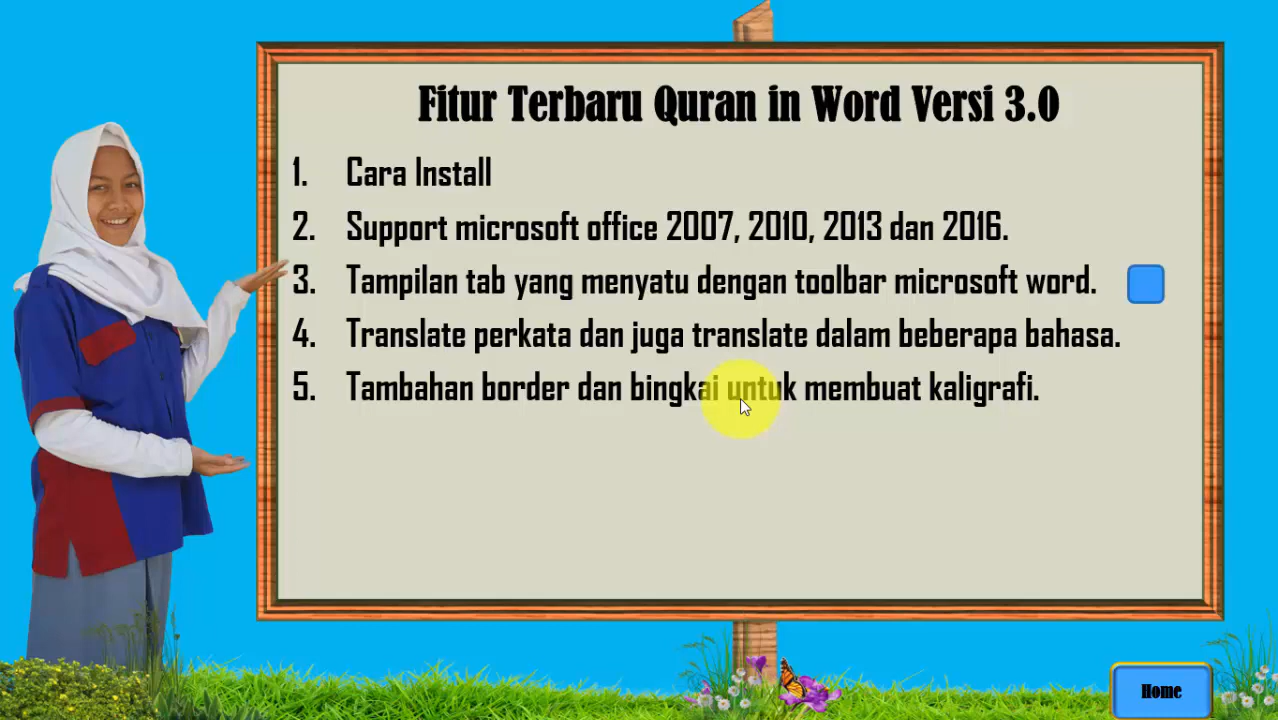 Fitur Terbaru Quran in Word Versi 3.0
1. Cara Install
2. Support microsoft office 2007, 2010, 2013 dan 2016.
3. Tampilan tab yang menyatu dengan toolbar microsoft word.
4. Translate perkata dan juga translate dalam beberapa bahasa.
5. Tambahan border dan bingkai untuk membuat kaligrafi.
Home